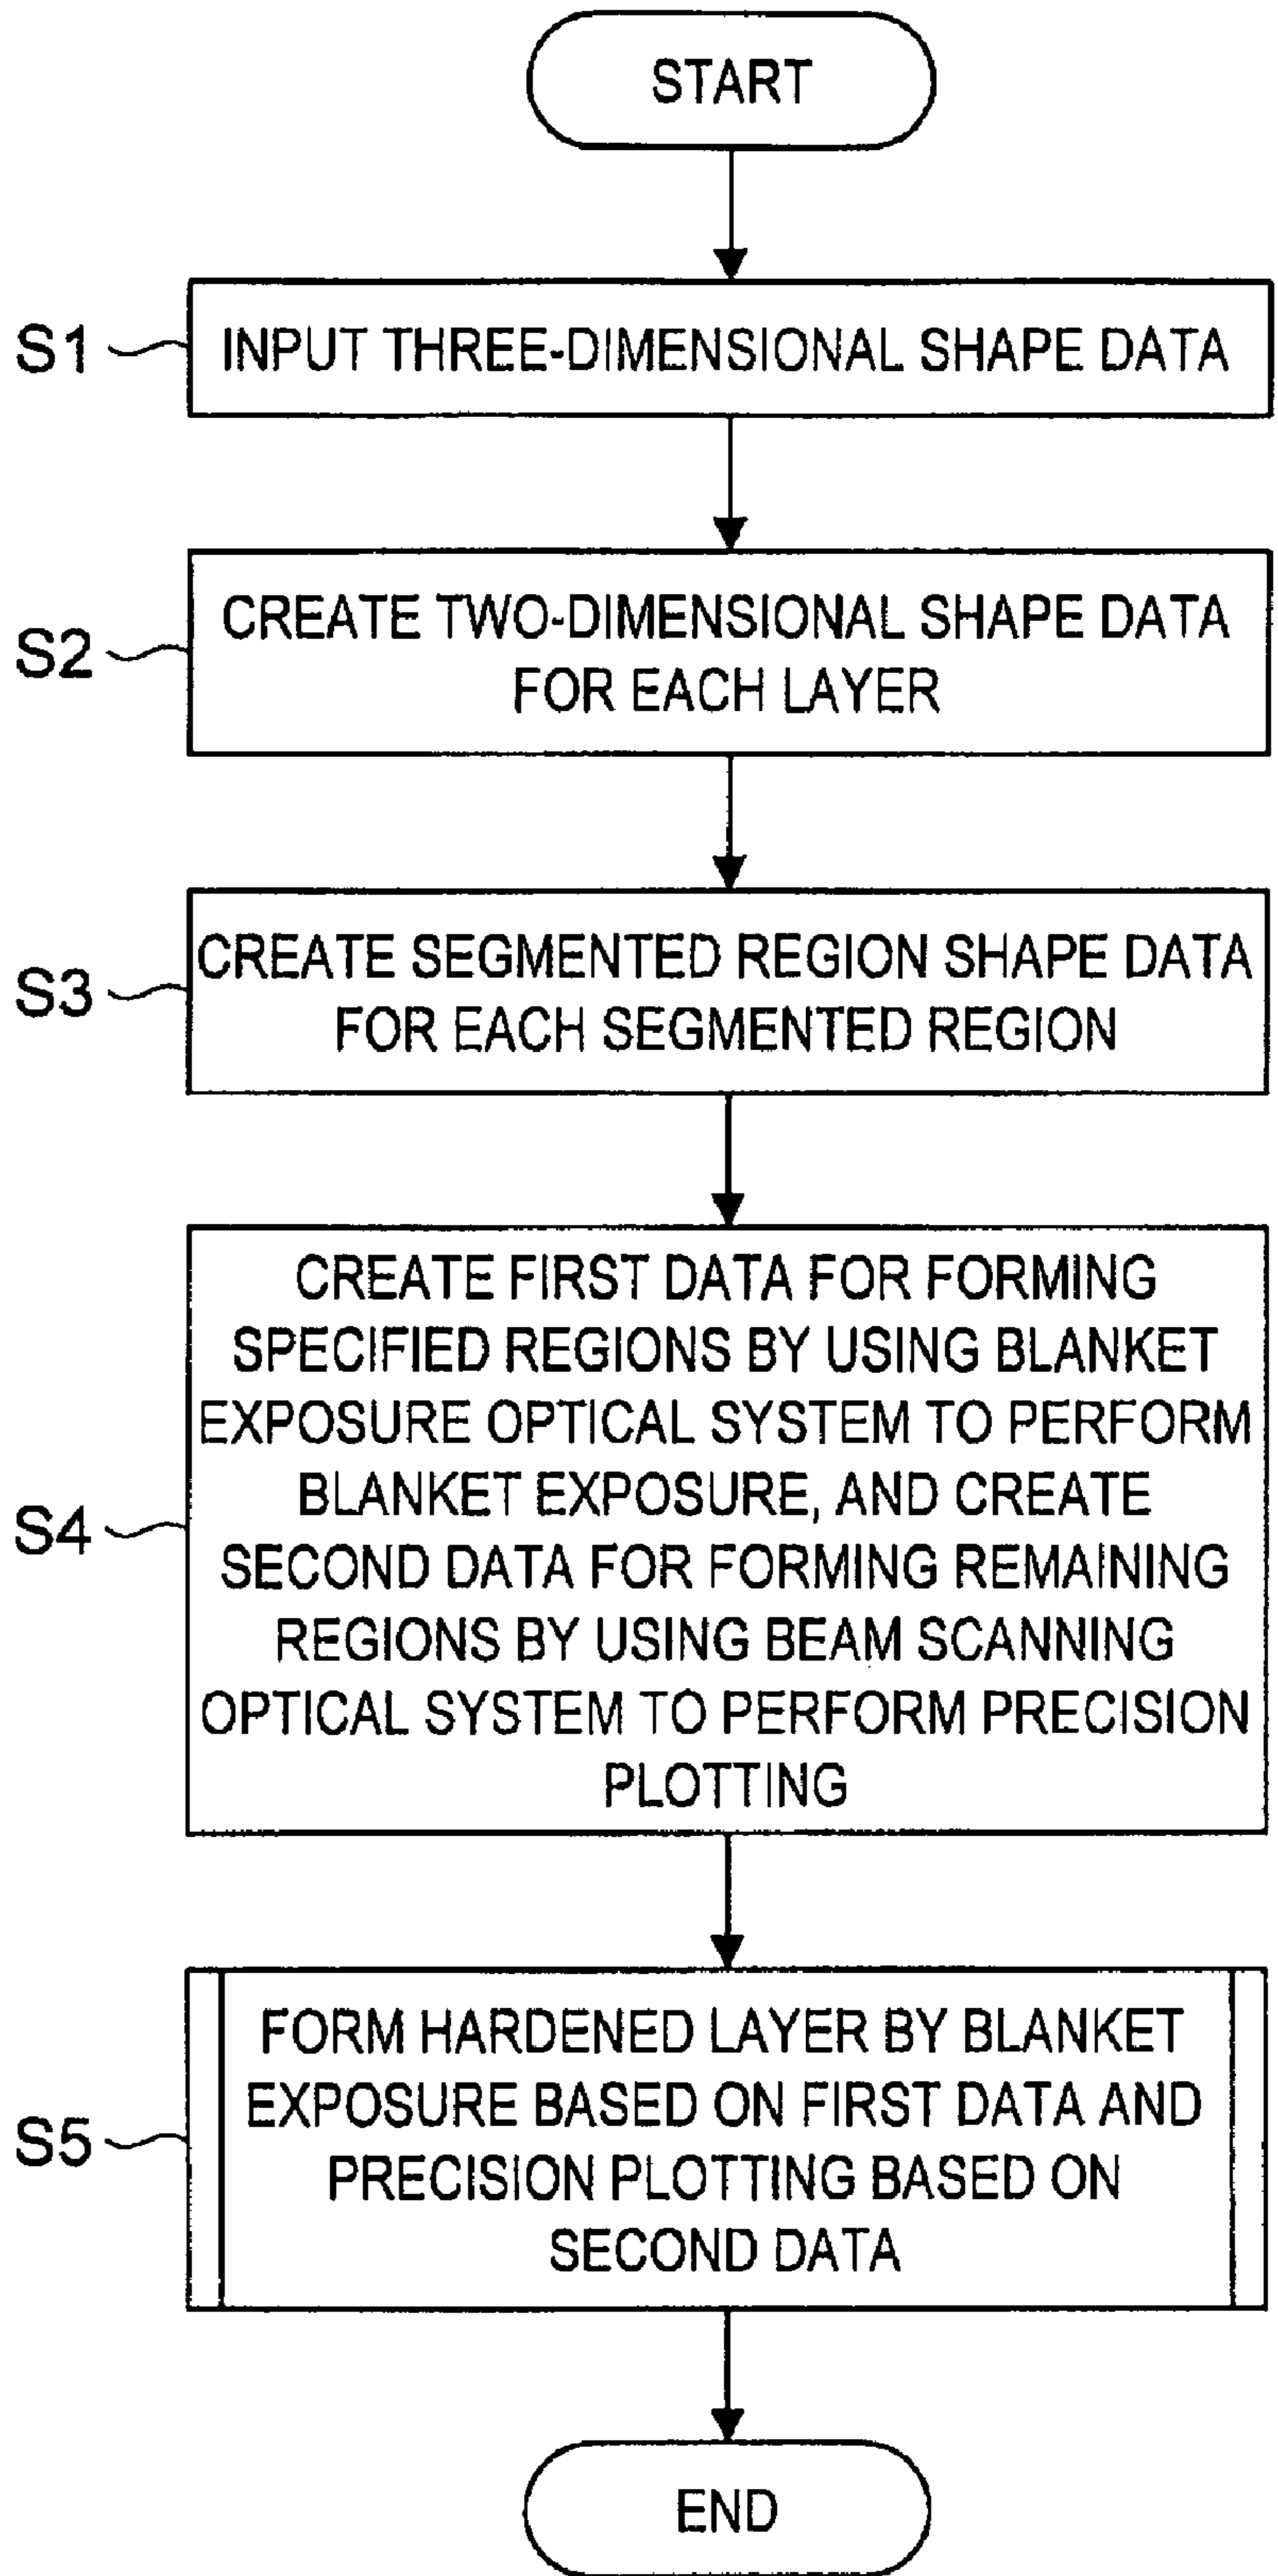 START
S1
INPUT THREE-DIMENSIONAL SHAPE DATA
S2
CREATE TWO-DIMENSIONAL SHAPE DATA
FOR EACH LAYER
S3
CREATE SEGMENTED REGION SHAPE DATA
FOR EACH SEGMENTED REGION
S4
CREATE FIRST DATA FOR FORMING
SPECIFIED REGIONS BY USING BLANKET
EXPOSURE OPTICAL SYSTEM TO PERFORM
BLANKET EXPOSURE, AND CREATE
SECOND DATA FOR FORMING REMAINING
REGIONS BY USING BEAM SCANNING
OPTICAL SYSTEM TO PERFORM PRECISION
PLOTTING
S5
FORM HARDENED LAYER BY BLANKET
EXPOSURE BASED ON FIRST DATA AND
PRECISION PLOTTING BASED ON
SECOND DATA
END